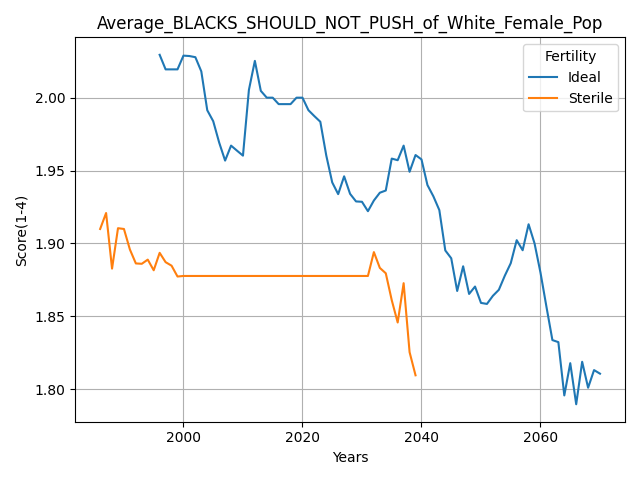 Average_BLACKS_SHOULD_NOT_PUSH_of_White_Female_Pop
Fertility
Ideal
Sterile
Score(1-4)
2.00
1.95
1.90
1.85
1.80
2000 2020 2040 2060
Years